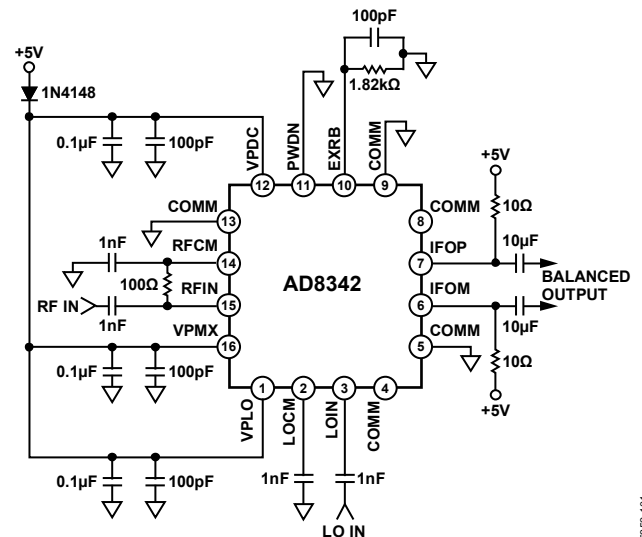 100pF
+5V
1N4148
1.82kΩ
0.1µF
100pF
VPDC
PWDN
EXRB
COMM
+5V
12
11
10
9
COMM
13
COMM
8
10Ω
1nF
RFCM
14
IFOP
7
10µF
100Ω
AD8342
BALANCED
OUTPUT
RF IN
RFIN
15
IFOM
6
1nF
10µF
VPMX
16
COMM
5
0.1µF
100pF
10Ω
1
2
3
4
+5V
VPLO
LOCM
LOIN
COMM
0.1µF
100pF
1nF
1nF
LO IN